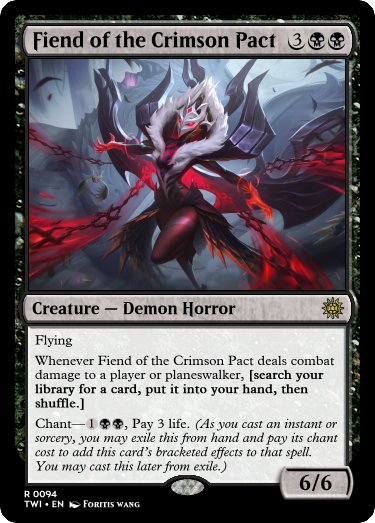 Fiend of the Crimson Pact 3
Creature — Demon Horror
Flying
Whenever Fiend of the Crimson Pact deals combat
damage to a player or planeswalker, [search your
library for a card, put it into your hand, then
shuffle.]
Chant— 1, Pay 3 life. (As you cast an instant or
sorcery, you may exile this from hand and pay its chant
cost to add this card's bracketed effects to that spell.
You may cast this later from exile.)
6/6
R 0094
TWI • EN Foritis wang